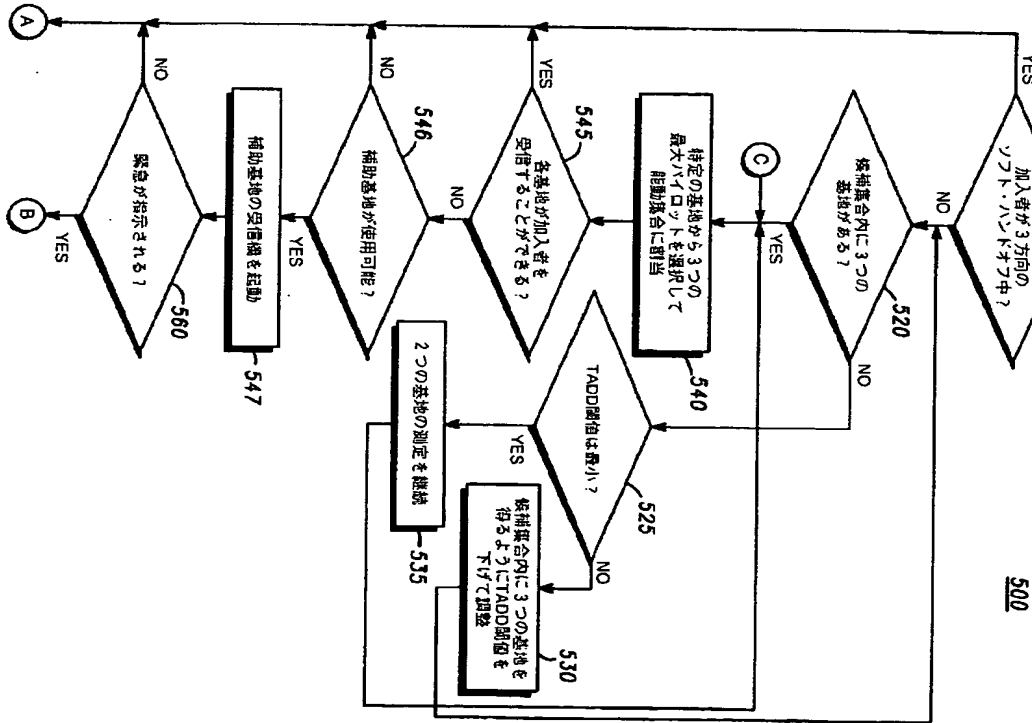 500
加入者が3方向の
ソフト・ハンドオフ中?
YES
NO
候補集合内に3つの
基地がある?
520
YES
NO
C
特定の基地から3つの
最大パイロットを選択して
能動集合に割当
540
TADD閾値は最小?
525
YES
NO
候補集合内に3つの基地を
得るようにTADD閾値を
下げて調整
530
2つの基地の測定を継続
535
各基地が加入者を
受信することができる?
545
YES
NO
補助基地が使用可能?
546
NO
YES
補助基地の受信機を起動
547
緊急が指示される?
560
NO
YES
A
B